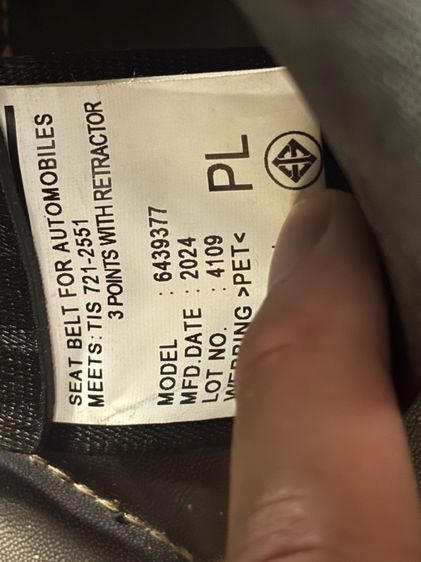 SEAT BELT FOR AUTOMOBILES
MEETS: TIS 721-2551
3 POINTS WITH RETRACTOR
MODEL : 6439377
MFD.DATE : 2024
LOT NO. : 4109
WEBBING >PET<
PL